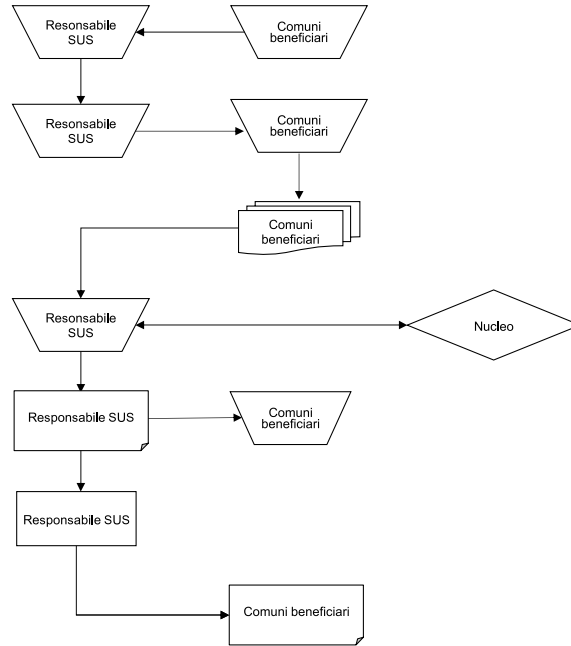 Resonsabile
SUS
Comuni
beneficiari
Resonsabile
SUS
Comuni
beneficiari
Comuni
beneficiari
Resonsabile
SUS
Nucleo
Responsabile SUS
Comuni
beneficiari
Responsabile SUS
Comuni beneficiari